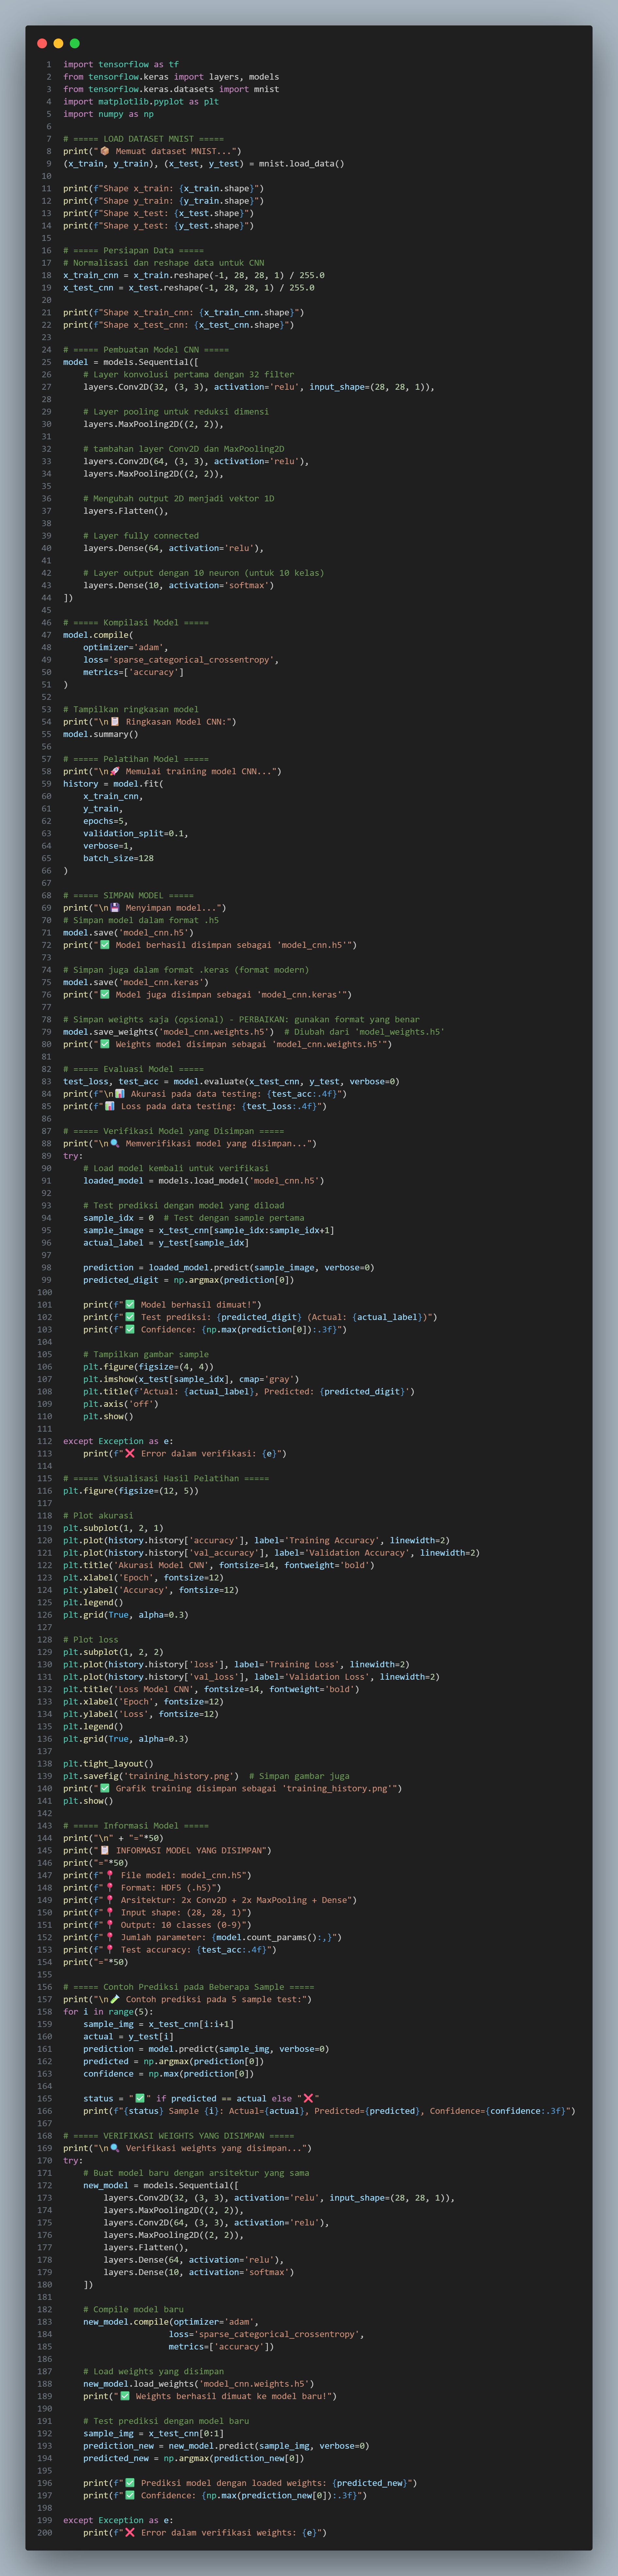 1 import tensorflow as tf
2 from tensorflow.keras import layers, models
3 from tensorflow.keras.datasets import mnist
4 import matplotlib.pyplot as plt
5 import numpy as np
6
7 # ===== LOAD DATASET MNIST =====
8 print("📦 Memuat dataset MNIST...")
9 (x_train, y_train), (x_test, y_test) = mnist.load_data()
10
11 print(f"Shape x_train: {x_train.shape}")
12 print(f"Shape y_train: {y_train.shape}")
13 print(f"Shape x_test: {x_test.shape}")
14 print(f"Shape y_test: {y_test.shape}")
15
16 # ===== Persiapan Data =====
17 # Normalisasi dan reshape data untuk CNN
18 x_train_cnn = x_train.reshape(-1, 28, 28, 1) / 255.0
19 x_test_cnn = x_test.reshape(-1, 28, 28, 1) / 255.0
20
21 print(f"Shape x_train_cnn: {x_train_cnn.shape}")
22 print(f"Shape x_test_cnn: {x_test_cnn.shape}")
23
24 # ===== Pembuatan Model CNN =====
25 model = models.Sequential([
26     # Layer konvolusi pertama dengan 32 filter
27     layers.Conv2D(32, (3, 3), activation='relu', input_shape=(28, 28, 1)),
28
29     # Layer pooling untuk reduksi dimensi
30     layers.MaxPooling2D((2, 2)),
31
32     # tambahan layer Conv2D dan MaxPooling2D
33     layers.Conv2D(64, (3, 3), activation='relu'),
34     layers.MaxPooling2D((2, 2)),
35
36     # Mengubah output 2D menjadi vektor 1D
37     layers.Flatten(),
38
39     # Layer fully connected
40     layers.Dense(64, activation='relu'),
41
42     # Layer output dengan 10 neuron (untuk 10 kelas)
43     layers.Dense(10, activation='softmax')
44 ])
45
46 # ===== Kompilasi Model =====
47 model.compile(
48     optimizer='adam',
49     loss='sparse_categorical_crossentropy',
50     metrics=['accuracy']
51 )
52
53 # Tampilkan ringkasan model
54 print("\n📋 Ringkasan Model CNN:")
55 model.summary()
56
57 # ===== Pelatihan Model =====
58 print("\n🚀 Memulai training model CNN...")
59 history = model.fit(
60     x_train_cnn,
61     y_train,
62     epochs=5,
63     validation_split=0.1,
64     verbose=1,
65     batch_size=128
66 )
67
68 # ===== SIMPAN MODEL =====
69 print("\n💾 Menyimpan model...")
70 # Simpan model dalam format .h5
71 model.save('model_cnn.h5')
72 print("✅ Model berhasil disimpan sebagai 'model_cnn.h5'")
73
74 # Simpan juga dalam format .keras (format modern)
75 model.save('model_cnn.keras')
76 print("✅ Model juga disimpan sebagai 'model_cnn.keras'")
77
78 # Simpan weights saja (opsional) - PERBAIKAN: gunakan format yang benar
79 model.save_weights('model_cnn.weights.h5')  # Diubah dari 'model_weights.h5'
80 print("✅ Weights model disimpan sebagai 'model_cnn.weights.h5'")
81
82 # ===== Evaluasi Model =====
83 test_loss, test_acc = model.evaluate(x_test_cnn, y_test, verbose=0)
84 print(f"\n📊 Akurasi pada data testing: {test_acc:.4f}")
85 print(f"📊 Loss pada data testing: {test_loss:.4f}")
86
87 # ===== Verifikasi Model yang Disimpan =====
88 print("\n🔍 Memverifikasi model yang disimpan...")
89 try:
90     # Load model kembali untuk verifikasi
91     loaded_model = models.load_model('model_cnn.h5')
92
93     # Test prediksi dengan model yang diload
94     sample_idx = 0  # Test dengan sample pertama
95     sample_image = x_test_cnn[sample_idx:sample_idx+1]
96     actual_label = y_test[sample_idx]
97
98     prediction = loaded_model.predict(sample_image, verbose=0)
99     predicted_digit = np.argmax(prediction[0])
100
101     print(f"✅ Model berhasil dimuat!")
102     print(f"✅ Test prediksi: {predicted_digit} (Actual: {actual_label})")
103     print(f"✅ Confidence: {np.max(prediction[0]):.3f}")
104
105     # Tampilkan gambar sample
106     plt.figure(figsize=(4, 4))
107     plt.imshow(x_test[sample_idx], cmap='gray')
108     plt.title(f'Actual: {actual_label}, Predicted: {predicted_digit}')
109     plt.axis('off')
110     plt.show()
111
112 except Exception as e:
113     print(f"❌ Error dalam verifikasi: {e}")
114
115 # ===== Visualisasi Hasil Pelatihan =====
116 plt.figure(figsize=(12, 5))
117
118 # Plot akurasi
119 plt.subplot(1, 2, 1)
120 plt.plot(history.history['accuracy'], label='Training Accuracy', linewidth=2)
121 plt.plot(history.history['val_accuracy'], label='Validation Accuracy', linewidth=2)
122 plt.title('Akurasi Model CNN', fontsize=14, fontweight='bold')
123 plt.xlabel('Epoch', fontsize=12)
124 plt.ylabel('Accuracy', fontsize=12)
125 plt.legend()
126 plt.grid(True, alpha=0.3)
127
128 # Plot loss
129 plt.subplot(1, 2, 2)
130 plt.plot(history.history['loss'], label='Training Loss', linewidth=2)
131 plt.plot(history.history['val_loss'], label='Validation Loss', linewidth=2)
132 plt.title('Loss Model CNN', fontsize=14, fontweight='bold')
133 plt.xlabel('Epoch', fontsize=12)
134 plt.ylabel('Loss', fontsize=12)
135 plt.legend()
136 plt.grid(True, alpha=0.3)
137
138 plt.tight_layout()
139 plt.savefig('training_history.png')  # Simpan gambar juga
140 print("✅ Grafik training disimpan sebagai 'training_history.png'")
141 plt.show()
142
143 # ===== Informasi Model =====
144 print("\n" + "="*50)
145 print("📋 INFORMASI MODEL YANG DISIMPAN")
146 print("="*50)
147 print(f"📍 File model: model_cnn.h5")
148 print(f"📍 Format: HDF5 (.h5)")
149 print(f"📍 Arsitektur: 2x Conv2D + 2x MaxPooling + Dense")
150 print(f"📍 Input shape: (28, 28, 1)")
151 print(f"📍 Output: 10 classes (0-9)")
152 print(f"📍 Jumlah parameter: {model.count_params():,}")
153 print(f"📍 Test accuracy: {test_acc:.4f}")
154 print("="*50)
155
156 # ===== Contoh Prediksi pada Beberapa Sample =====
157 print("\n🧪 Contoh prediksi pada 5 sample test:")
158 for i in range(5):
159     sample_img = x_test_cnn[i:i+1]
160     actual = y_test[i]
161     prediction = model.predict(sample_img, verbose=0)
162     predicted = np.argmax(prediction[0])
163     confidence = np.max(prediction[0])
164
165     status = "✅" if predicted == actual else "❌"
166     print(f"{status} Sample {i}: Actual={actual}, Predicted={predicted}, Confidence={confidence:.3f}")
167
168 # ===== VERIFIKASI WEIGHTS YANG DISIMPAN =====
169 print("\n🔍 Verifikasi weights yang disimpan...")
170 try:
171     # Buat model baru dengan arsitektur yang sama
172     new_model = models.Sequential([
173         layers.Conv2D(32, (3, 3), activation='relu', input_shape=(28, 28, 1)),
174         layers.MaxPooling2D((2, 2)),
175         layers.Conv2D(64, (3, 3), activation='relu'),
176         layers.MaxPooling2D((2, 2)),
177         layers.Flatten(),
178         layers.Dense(64, activation='relu'),
179         layers.Dense(10, activation='softmax')
180     ])
181
182     # Compile model baru
183     new_model.compile(optimizer='adam',
184                      loss='sparse_categorical_crossentropy',
185                      metrics=['accuracy'])
186
187     # Load weights yang disimpan
188     new_model.load_weights('model_cnn.weights.h5')
189     print("✅ Weights berhasil dimuat ke model baru!")
190
191     # Test prediksi dengan model baru
192     sample_img = x_test_cnn[0:1]
193     prediction_new = new_model.predict(sample_img, verbose=0)
194     predicted_new = np.argmax(prediction_new[0])
195
196     print(f"✅ Prediksi model dengan loaded weights: {predicted_new}")
197     print(f"✅ Confidence: {np.max(prediction_new[0]):.3f}")
198
199 except Exception as e:
200     print(f"❌ Error dalam verifikasi weights: {e}")